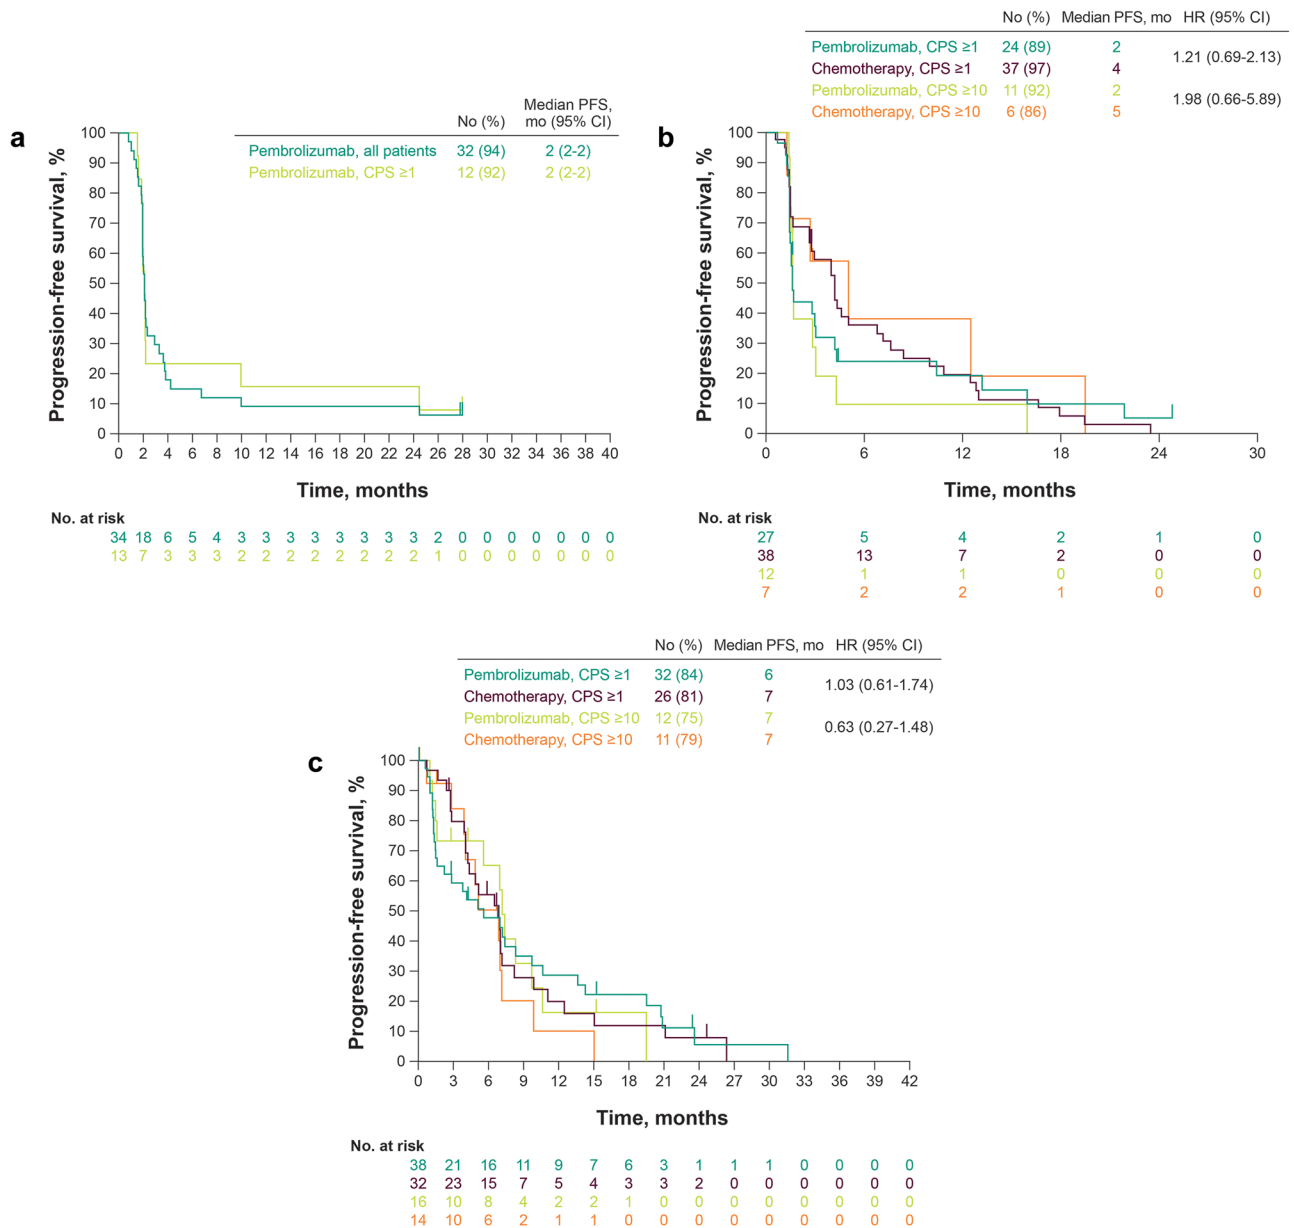 No (%) Median PFS, mo HR (95% CI)
Pembrolizumab, CPS ≥1 24 (89) 2
1.21 (0.69-2.13)
Chemotherapy, CPS ≥1 37 (97) 4
Pembrolizumab, CPS ≥10 11 (92) 2
1.98 (0.66-5.89)
Chemotherapy, CPS ≥10 6 (86) 5
a
No (%) Median PFS, mo (95% CI)
Pembrolizumab, all patients 32 (94) 2 (2-2)
Pembrolizumab, CPS ≥1 12 (92) 2 (2-2)
Progression-free survival, %
100
90
80
70
60
50
40
30
20
10
0
0 2 4 6 8 10 12 14 16 18 20 22 24 26 28 30 32 34 36 38 40
Time, months
No. at risk
34 18 6 5 4 3 3 3 3 3 3 3 3 2 0 0 0 0 0 0 0
13 7 3 3 3 2 2 2 2 2 2 2 2 1 0 0 0 0 0 0 0
b
Progression-free survival, %
100
90
80
70
60
50
40
30
20
10
0
0 6 12 18 24 30
Time, months
No. at risk
27 5 4 2 1 0
38 13 7 2 0 0
12 1 1 0 0 0
7 2 2 1 0 0
No (%) Median PFS, mo HR (95% CI)
Pembrolizumab, CPS ≥1 32 (84) 6
1.03 (0.61-1.74)
Chemotherapy, CPS ≥1 26 (81) 7
Pembrolizumab, CPS ≥10 12 (75) 7
0.63 (0.27-1.48)
Chemotherapy, CPS ≥10 11 (79) 7
c
Progression-free survival, %
100
90
80
70
60
50
40
30
20
10
0
0 3 6 9 12 15 18 21 24 27 30 33 36 39 42
Time, months
No. at risk
38 21 16 11 9 7 6 3 1 1 1 0 0 0 0
32 23 15 7 5 4 3 3 2 0 0 0 0 0 0
16 10 8 4 2 2 1 0 0 0 0 0 0 0 0
14 10 6 2 1 1 0 0 0 0 0 0 0 0 0